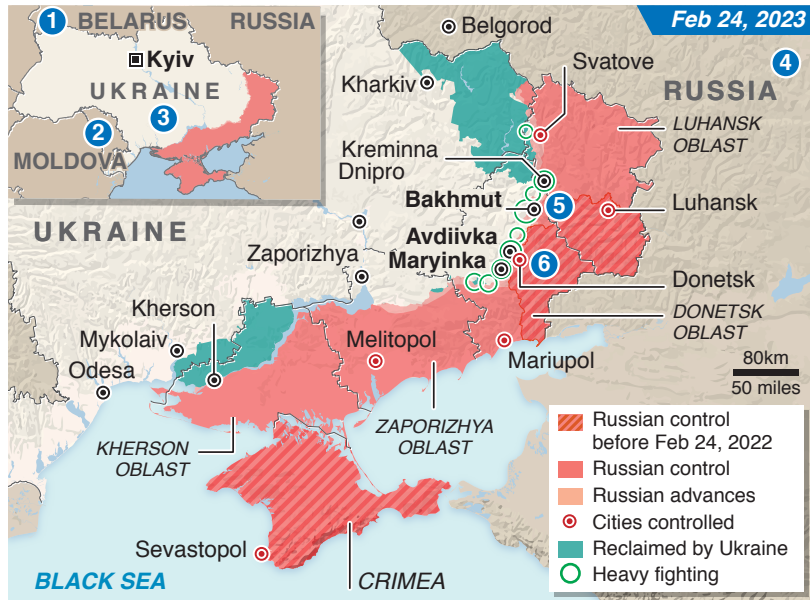 Feb 24, 2023
1
BELARUS
RUSSIA
Kyiv
UKRAINE
3
2
MOLDOVA
Belgorod
4
Svatove
RUSSIA
Kharkiv
LUHANSK
OBLAST
Kreminna
Dnipro
Bakhmut
5
Luhansk
UKRAINE
Avdiivka
Maryinka
6
Zaporizhya
Donetsk
Kherson
DONETSK
OBLAST
Mykolaiv
Melitopol
Mariupol
Odesa
80km
50 miles
KHERSON
OBLAST
ZAPORIZHYA
OBLAST
Russian control
before Feb 24, 2022
Russian control
Russian advances
Cities controlled
Reclaimed by Ukraine
Heavy fighting
Sevastopol
BLACK SEA
CRIMEA